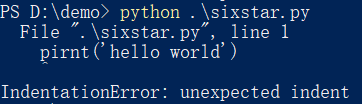 PS D:\demo> python .\sixstar.py
  File ".\sixstar.py", line 1
    pirnt('hello world')
IndentationError: unexpected indent